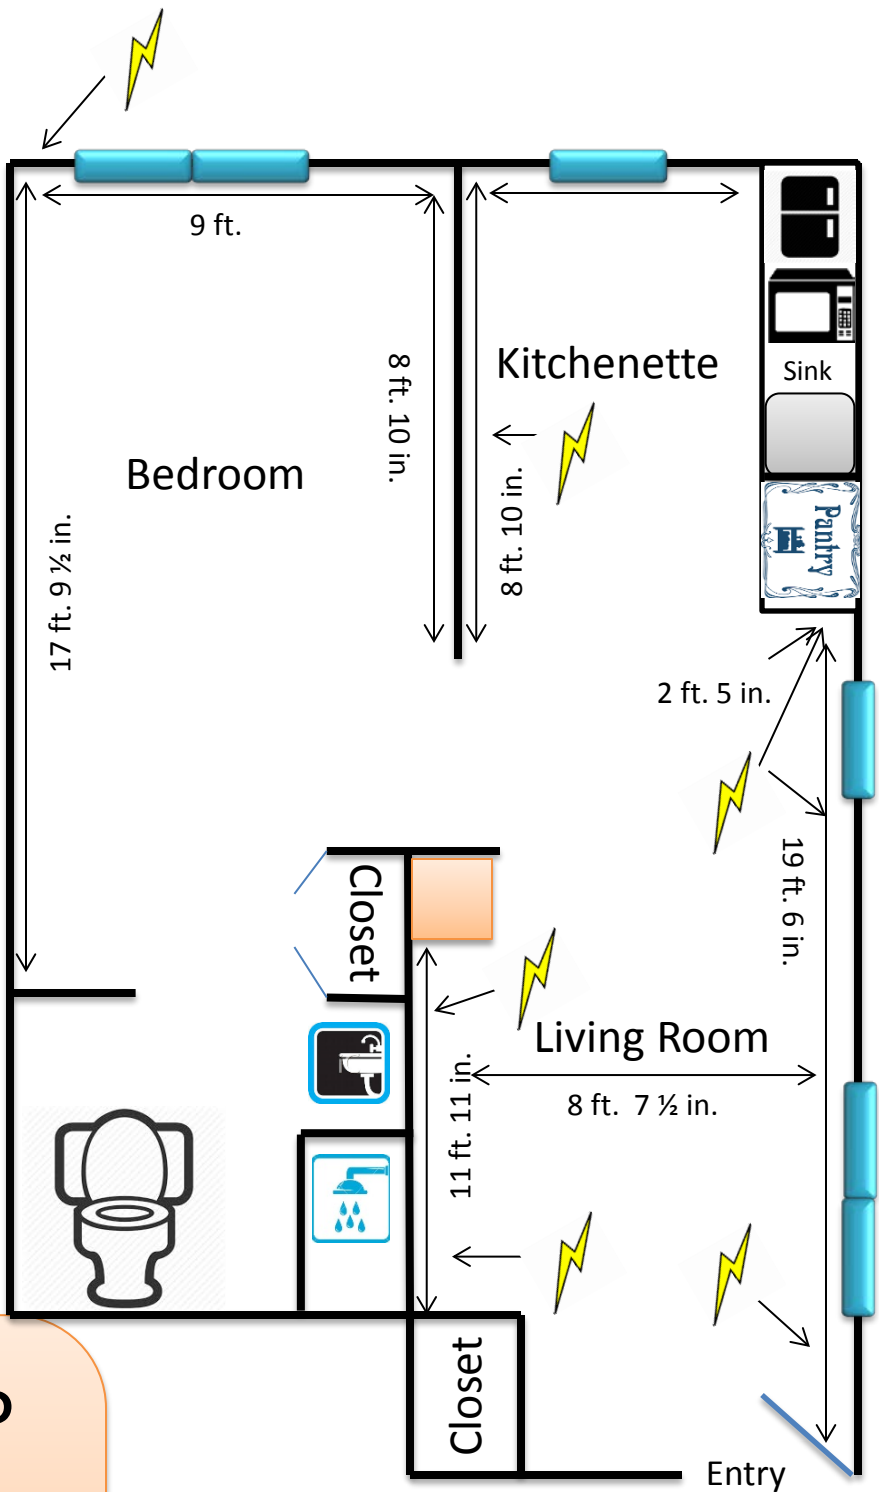 9 ft.
Kitchenette
Sink
8 ft. 10 in.
Bedroom
8 ft. 10 in.
Pantry
17 ft. 9 ½ in.
2 ft. 5 in.
19 ft. 6 in.
Closet
Living Room
11 ft. 11 in.
8 ft. 7 ½ in.
Closet
Entry